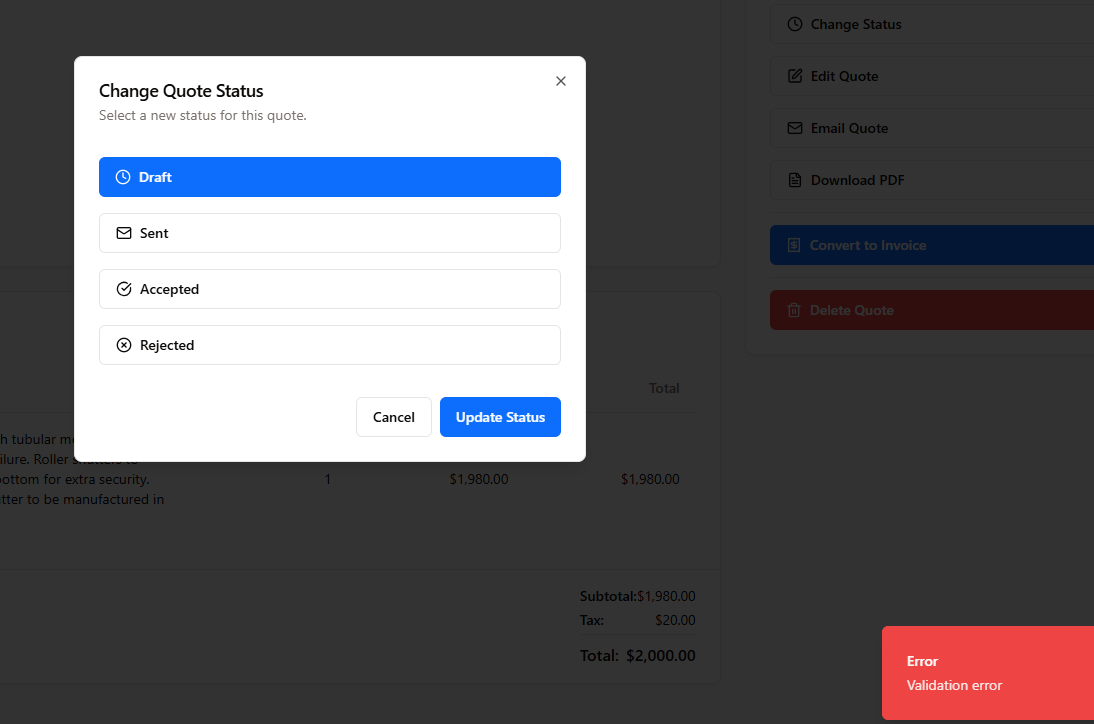 Change Status
Edit Quote
Email Quote
Download PDF
Convert to Invoice
Delete Quote
Change Quote Status
Select a new status for this quote.
Draft
Sent
Accepted
Rejected
Cancel
Update Status
Total
h tubular
ilure. Roller shutters to
ottom for extra security.
tter to be manufactured in
1
$1,980.00
$1,980.00
Subtotal:$1,980.00
Tax: $20.00
Total: $2,000.00
Error
Validation error